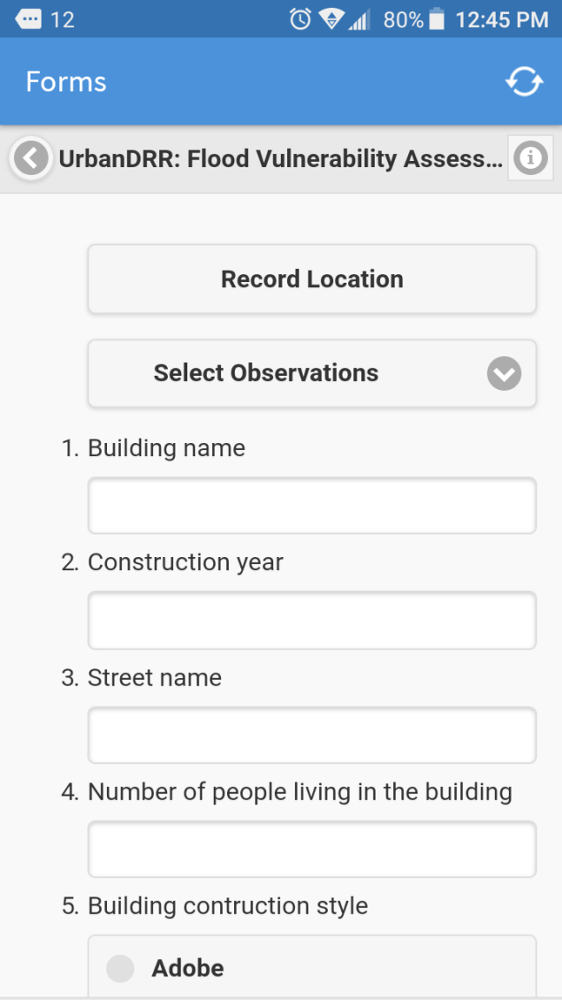 12 80% 12:45 PM
Forms
UrbanDRR: Flood Vulnerability Assess...
Record Location
Select Observations
1. Building name
2. Construction year
3. Street name
4. Number of people living in the building
5. Building contruction style
Adobe